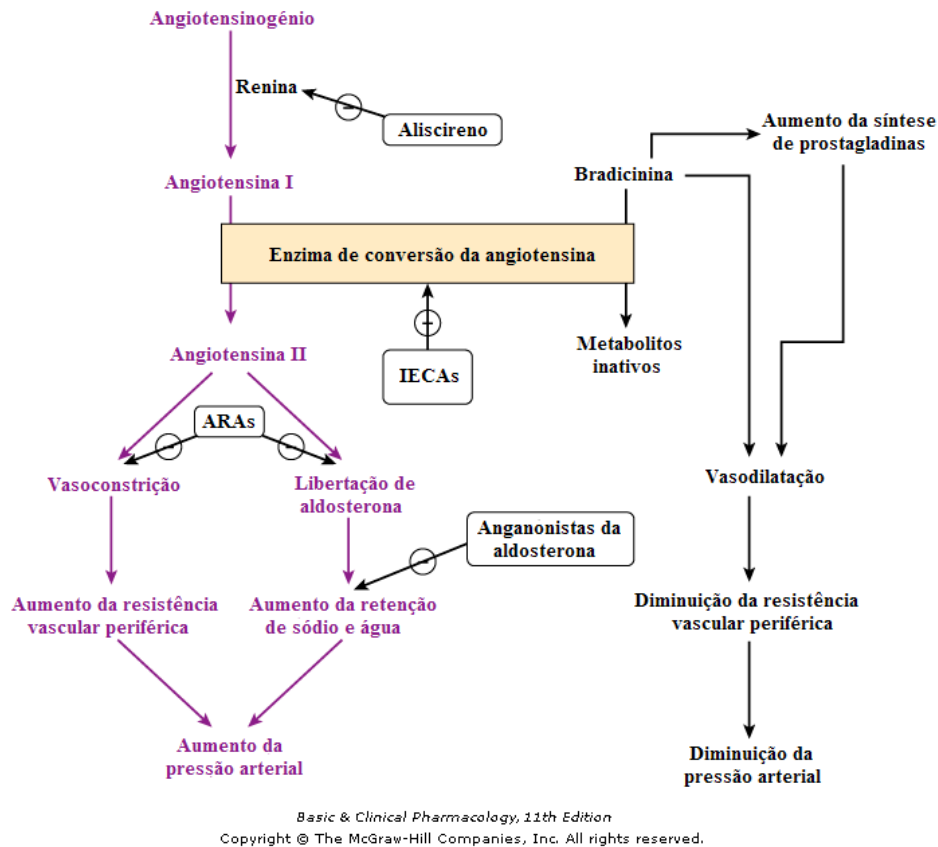 Angiotensinogénio
Renina
Aliscireno
Aumento da síntese
de prostagladinas
Angiotensina I
Bradicinina
Enzima de conversão da angiotensina
Angiotensina II
IECAs
Metabolitos
inativos
ARAs
Vasoconstrição
Libertação de
aldosterona
Vasodilatação
Anganonistas da
aldosterona
Aumento da resistência
vascular periférica
Aumento da retenção
de sódio e água
Diminuição da resistência
vascular periférica
Aumento da
pressão arterial
Diminuição da
pressão arterial
Basic & Clinical Pharmacology, 11th Edition
Copyright © The McGraw-Hill Companies, Inc. All rights reserved.